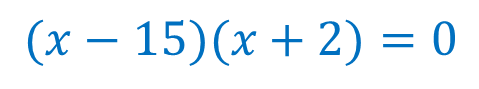 (x − 15)(x + 2) = 0